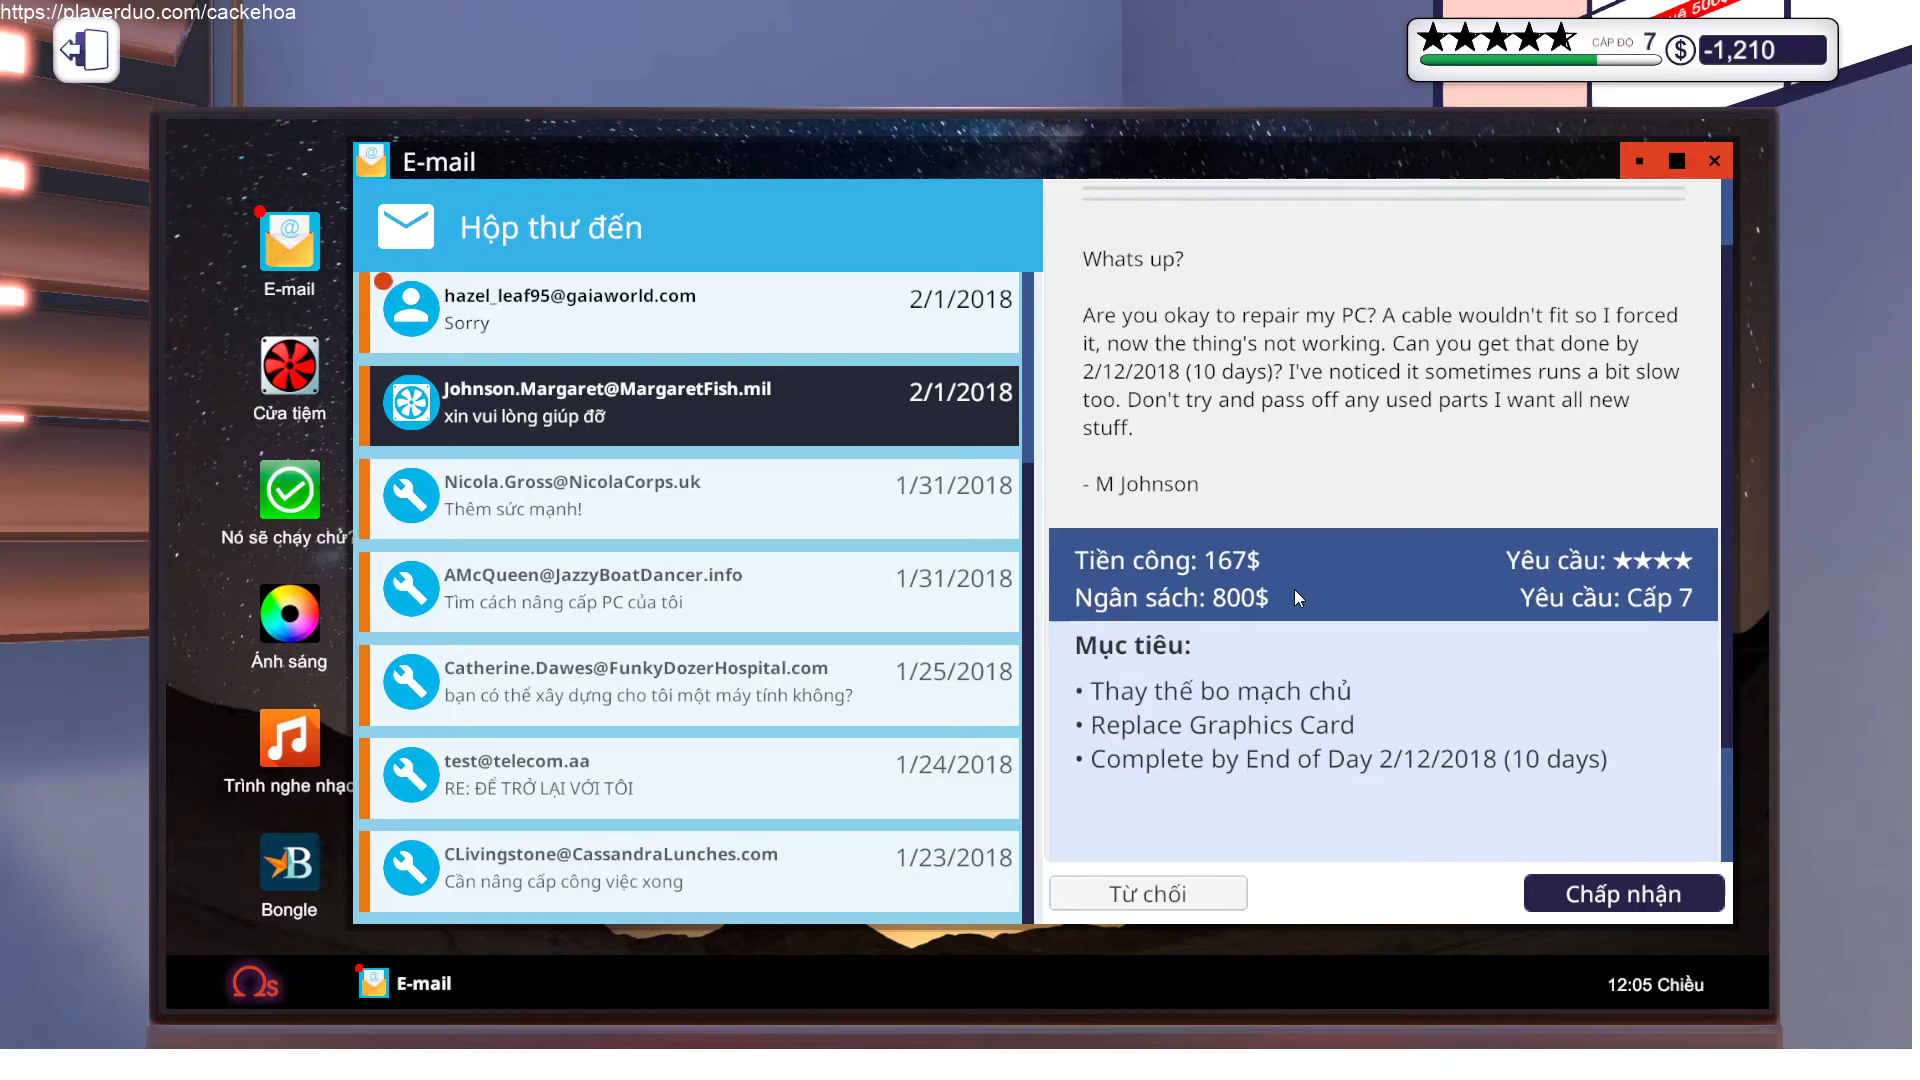 https://playerduo.com/cackehoa
CẤP ĐỘ 7
$ -1,210
E-mail
Hộp thư đến
hazel_leaf95@gaiaworld.com
2/1/2018
Sorry
Johnson.Margaret@MargaretFish.mil
2/1/2018
xin vui lòng giúp đỡ
Nicola.Gross@NicolaCorps.uk
1/31/2018
Thêm sức mạnh!
AMcQueen@JazzyBoatDancer.info
1/31/2018
Tìm cách nâng cấp PC của tôi
Catherine.Dawes@FunkyDozerHospital.com
1/25/2018
bạn có thể xây dựng cho tôi một máy tính không?
test@telecom.aa
1/24/2018
RE: ĐỂ TRỞ LẠI VỚI TÔI
CLivingstone@CassandraLunches.com
1/23/2018
Cần nâng cấp công việc xong
Whats up?
Are you okay to repair my PC? A cable wouldn't fit so I forced
it, now the thing's not working. Can you get that done by
2/12/2018 (10 days)? I've noticed it sometimes runs a bit slow
too. Don't try and pass off any used parts I want all new
stuff.
- M Johnson
Tiền công: 167$
Yêu cầu: ★★★★
Ngân sách: 800$
Yêu cầu: Cấp 7
Mục tiêu:
• Thay thế bo mạch chủ
• Replace Graphics Card
• Complete by End of Day 2/12/2018 (10 days)
Từ chối
Chấp nhận
E-mail
Cửa tiệm
Nó sẽ chạy chứ?
Ánh sáng
Trình nghe nhạc
B
Bongle
Ωs
E-mail
12:05 Chiều